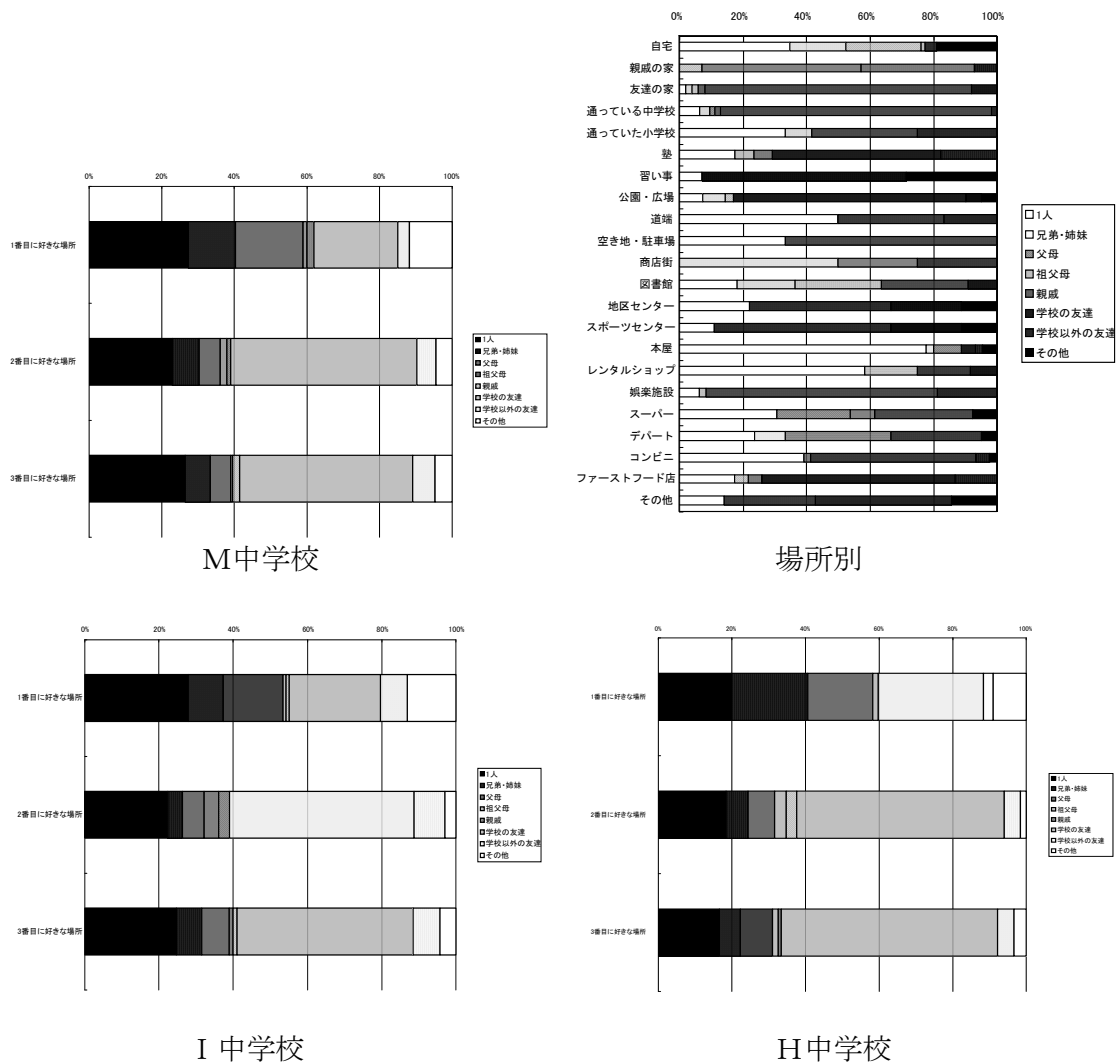 0% 20% 40% 60% 80% 100%
1番目に好きな場所
2番目に好きな場所
3番目に好きな場所
1人
兄弟・姉妹
父母
祖父母
親戚
学校の友達
学校以外の友達
その他
M中学校
0% 20% 40% 60% 80% 100%
自宅
親戚の家
友達の家
通っている中学校
通っていた小学校
塾
習い事
公園・広場
道端
空き地・駐車場
商店街
図書館
地区センター
スポーツセンター
本屋
レンタルショップ
娯楽施設
スーパー
デパート
コンビニ
ファーストフード店
その他
1人
兄弟・姉妹
父母
祖父母
親戚
学校の友達
学校以外の友達
その他
場所別
0% 20% 40% 60% 80% 100%
1番目に好きな場所
2番目に好きな場所
3番目に好きな場所
1人
兄弟・姉妹
父母
祖父母
親戚
学校の友達
学校以外の友達
その他
I 中学校
0% 20% 40% 60% 80% 100%
1番目に好きな場所
2番目に好きな場所
3番目に好きな場所
1人
兄弟・姉妹
父母
祖父母
親戚
学校の友達
学校以外の友達
その他
H中学校